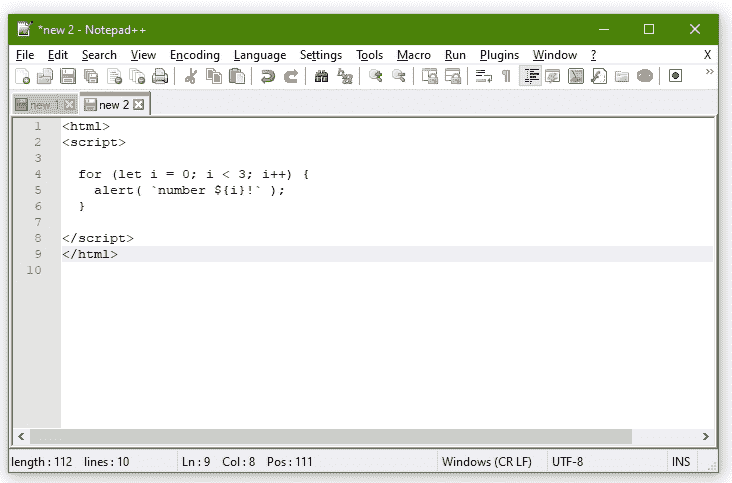 *new 2 - Notepad++
File Edit Search View Encoding Language Settings Tools Macro Run Plugins Window ? X
new 1 new 2
1 <html>
2 <script>
3
4 for (let i = 0; i < 3; i++) {
5 alert( `number ${i}!` );
6 }
7
8 </script>
9 </html>
10
length : 112 lines : 10 Ln : 9 Col : 8 Pos : 111 Windows (CR LF) UTF-8 INS